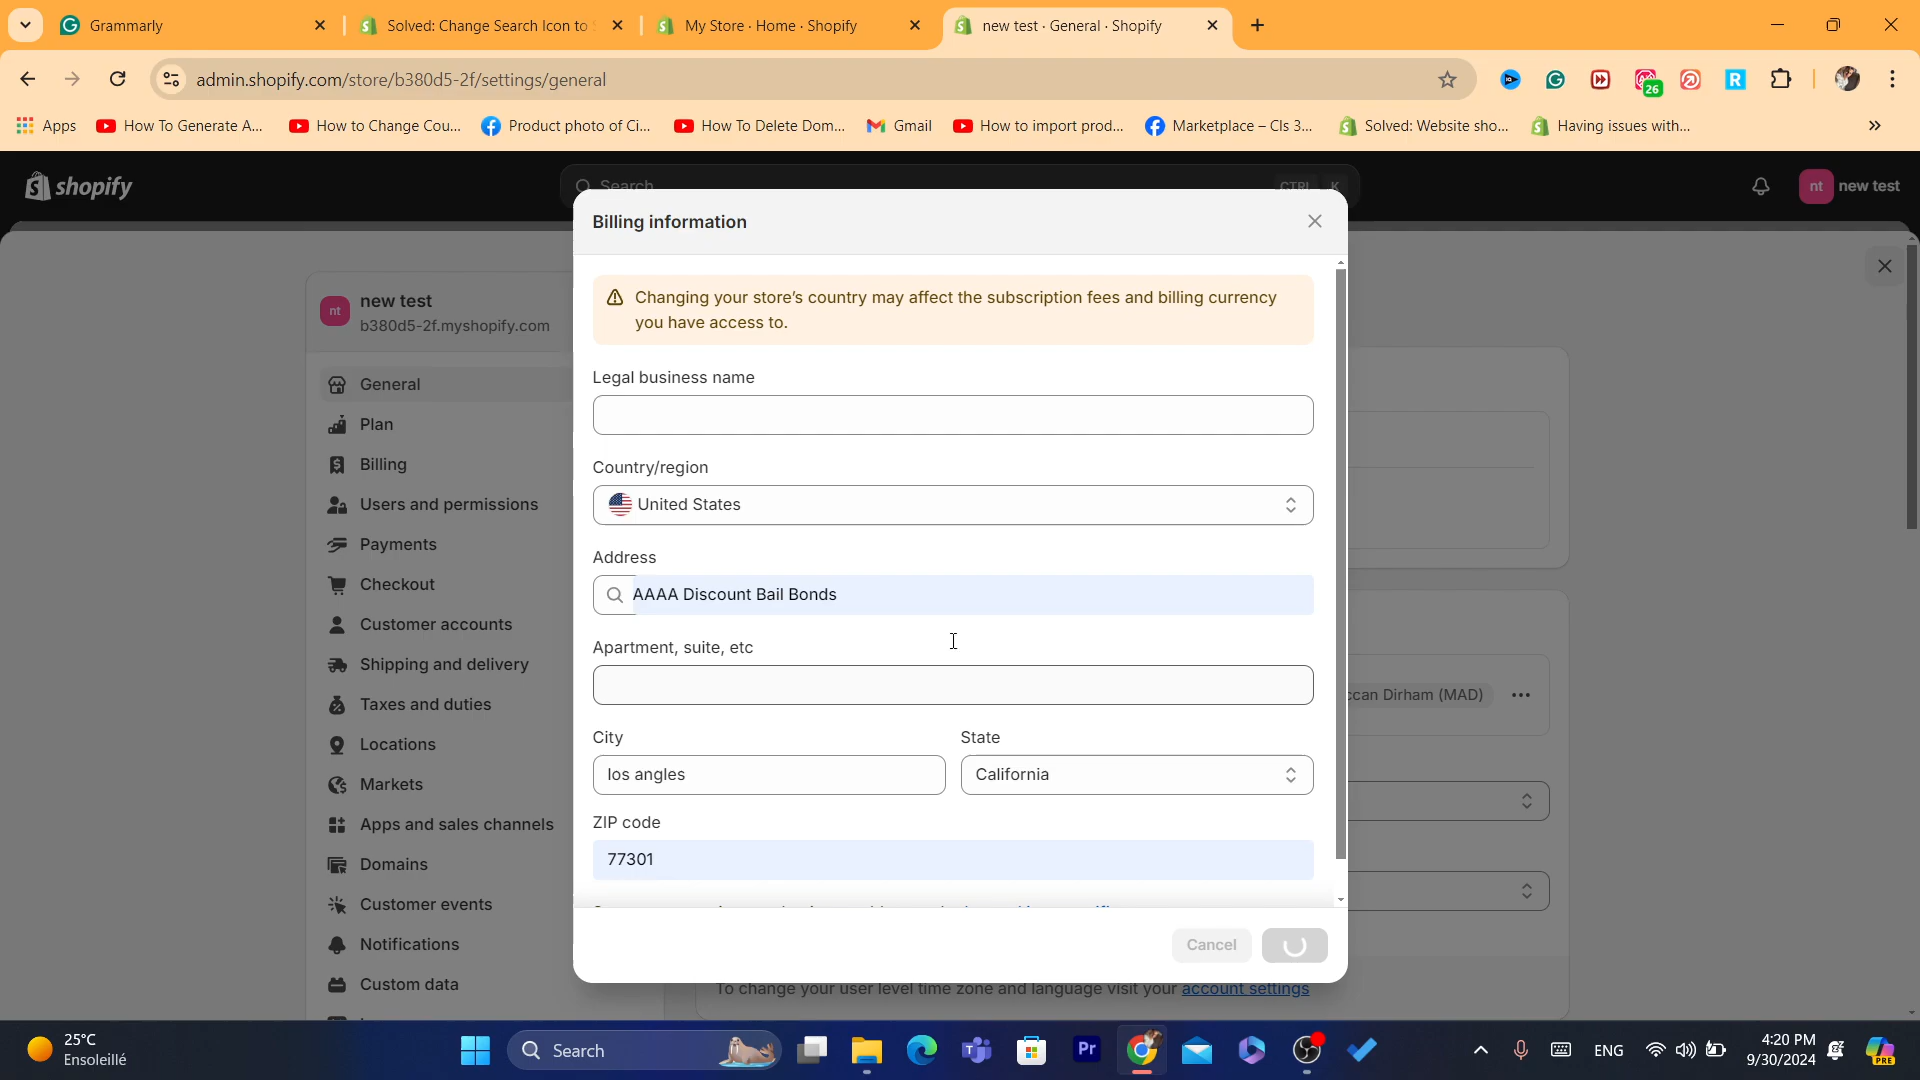 Grammarly
Solved: Change Search Icon to
My Store · Home · Shopify
new test · General · Shopify
admin.shopify.com/store/b380d5-2f/settings/general
26
Apps
How To Generate A...
How to Change Cou...
Product photo of Ci...
How To Delete Dom...
Gmail
How to import prod...
Marketplace – Cls 3...
Solved: Website sho...
Having issues with...
shopify
Search
CTRL K
nt
new test
Billing information
Changing your store's country may affect the subscription fees and billing currency
you have access to.
Legal business name
Country/region
United States
Address
AAAA Discount Bail Bonds
Apartment, suite, etc
City
State
los angles
California
ZIP code
77301
Cancel
nt
new test
b380d5-2f.myshopify.com
General
Plan
Billing
Users and permissions
Payments
Checkout
Customer accounts
Shipping and delivery
Taxes and duties
Locations
Markets
Apps and sales channels
Domains
Customer events
Notifications
Custom data
Dirham (MAD)
To change your user level time zone and language visit your account settings
25°C
Ensoleillé
Search
Pr
ENG
4:20 PM
9/30/2024
PRE